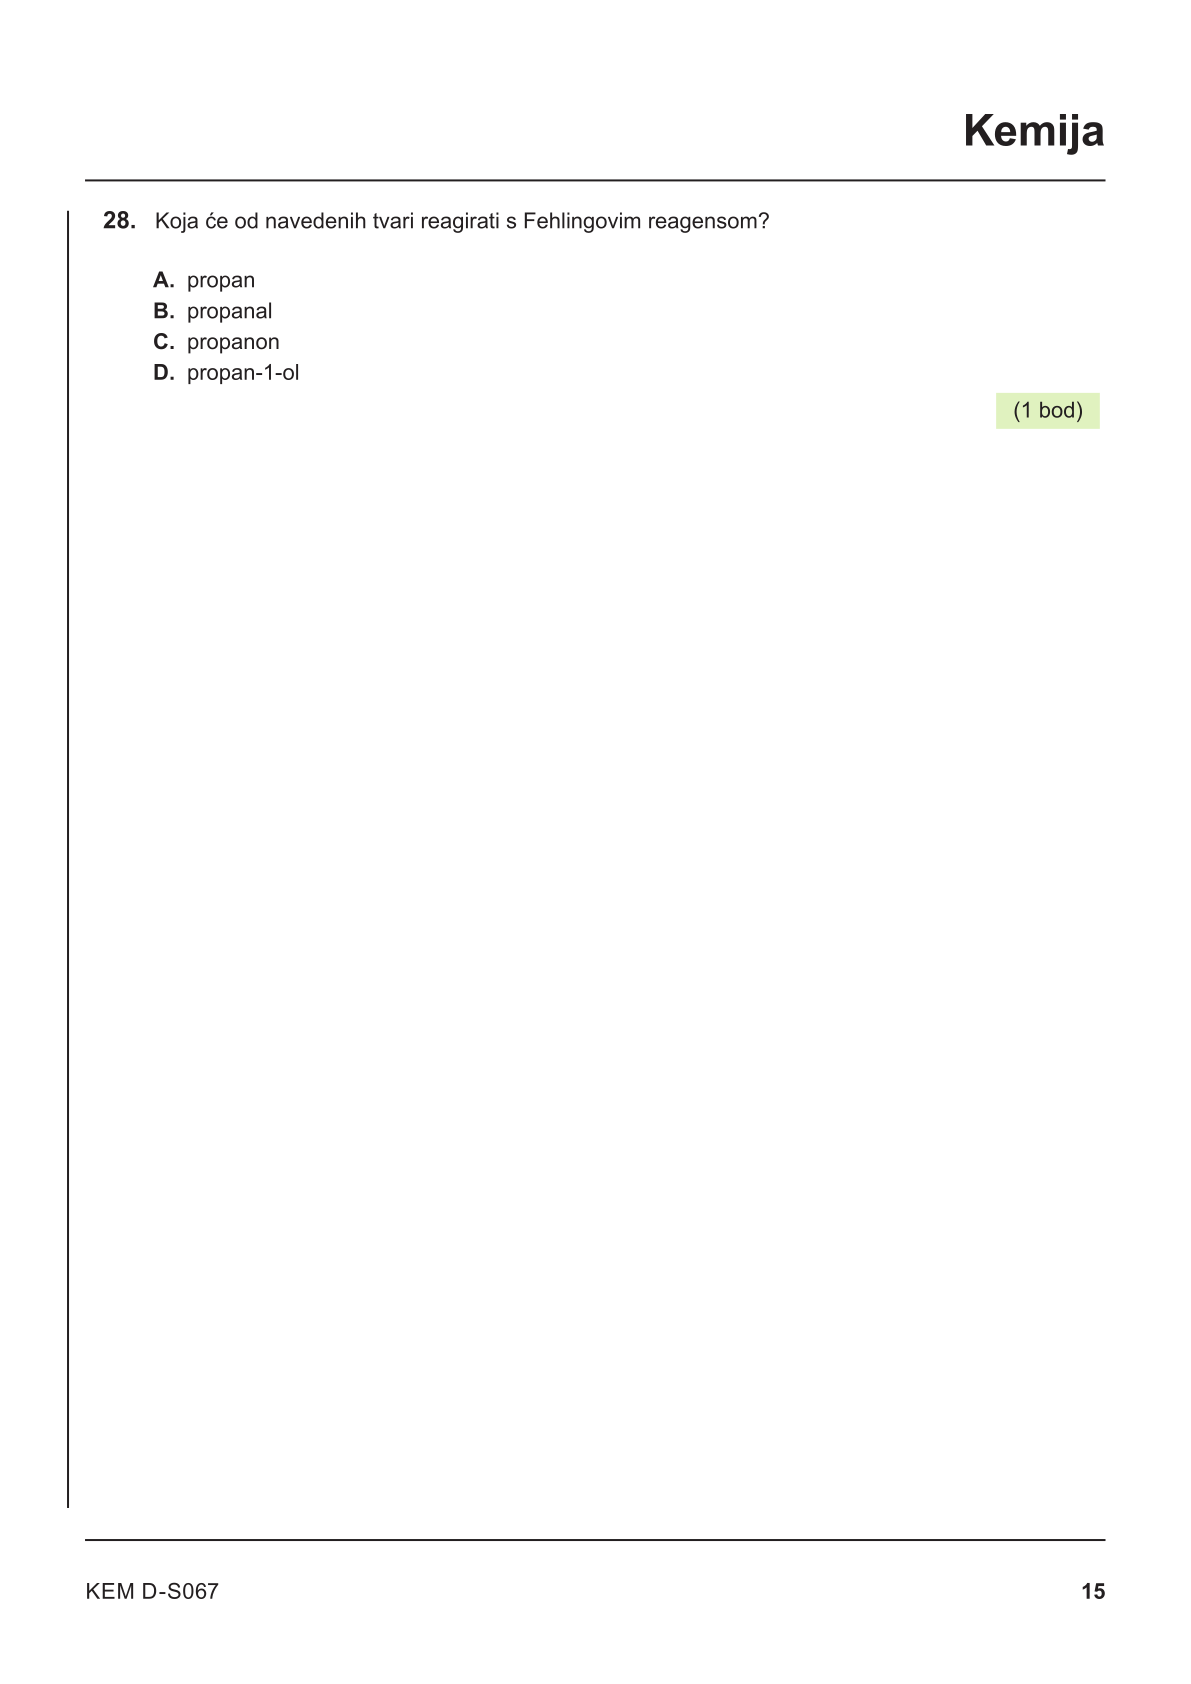 Kemija
28. Koja će od navedenih tvari reagirati s Fehlingovim reagensom?
A. propan
B. propanal
C. propanon
D. propan-1-ol
(1 bod)
KEM D-S067
15